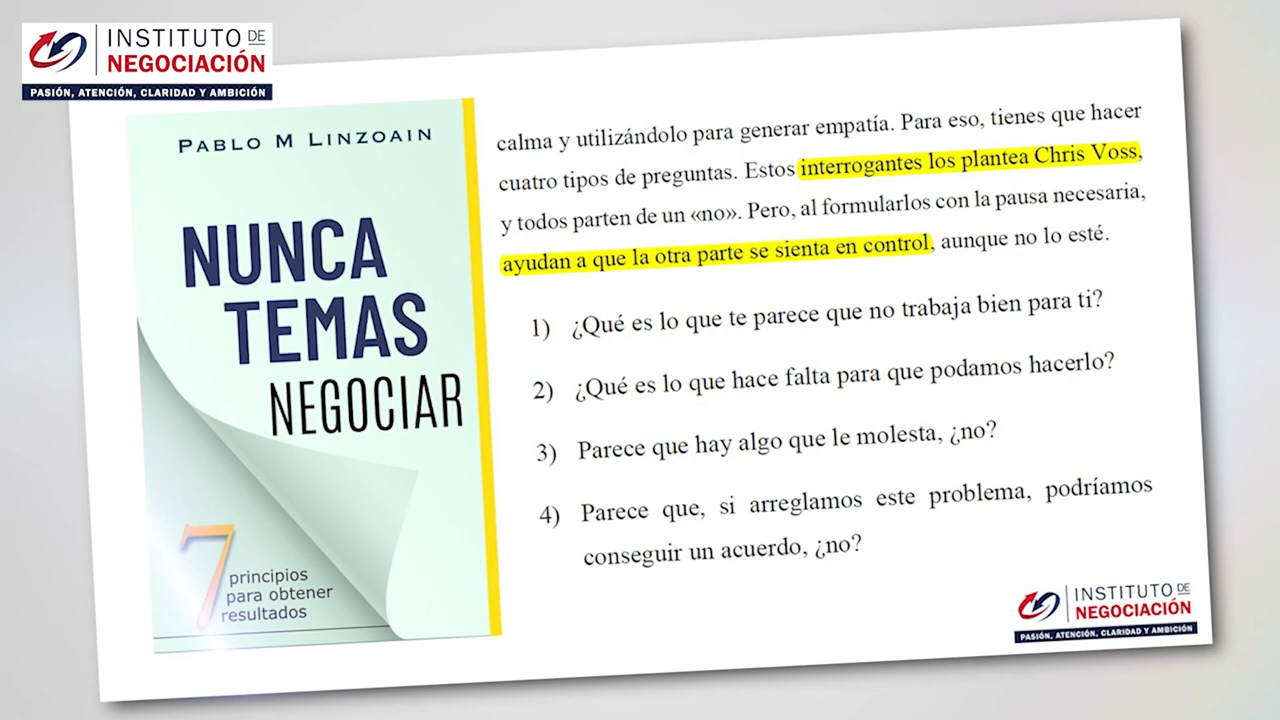 INSTITUTO DE
NEGOCIACIÓN
PASIÓN, ATENCIÓN, CLARIDAD Y AMBICIÓN
PABLO M LINZOAIN
NUNCA
TEMAS
NEGOCIAR
7
principios
para obtener
resultados
calma y utilizándolo para generar empatía. Para eso, tienes que hacer
cuatro tipos de preguntas. Estos interrogantes los plantea Chris Voss,
y todos parten de un «no». Pero, al formularlos con la pausa necesaria,
ayudan a que la otra parte se sienta en control, aunque no lo esté.
1) ¿Qué es lo que te parece que no trabaja bien para ti?
2) ¿Qué es lo que hace falta para que podamos hacerlo?
3) Parece que hay algo que le molesta, ¿no?
4) Parece que, si arreglamos este problema, podríamos
conseguir un acuerdo, ¿no?
INSTITUTO DE
NEGOCIACIÓN
PASIÓN, ATENCIÓN, CLARIDAD Y AMBICIÓN